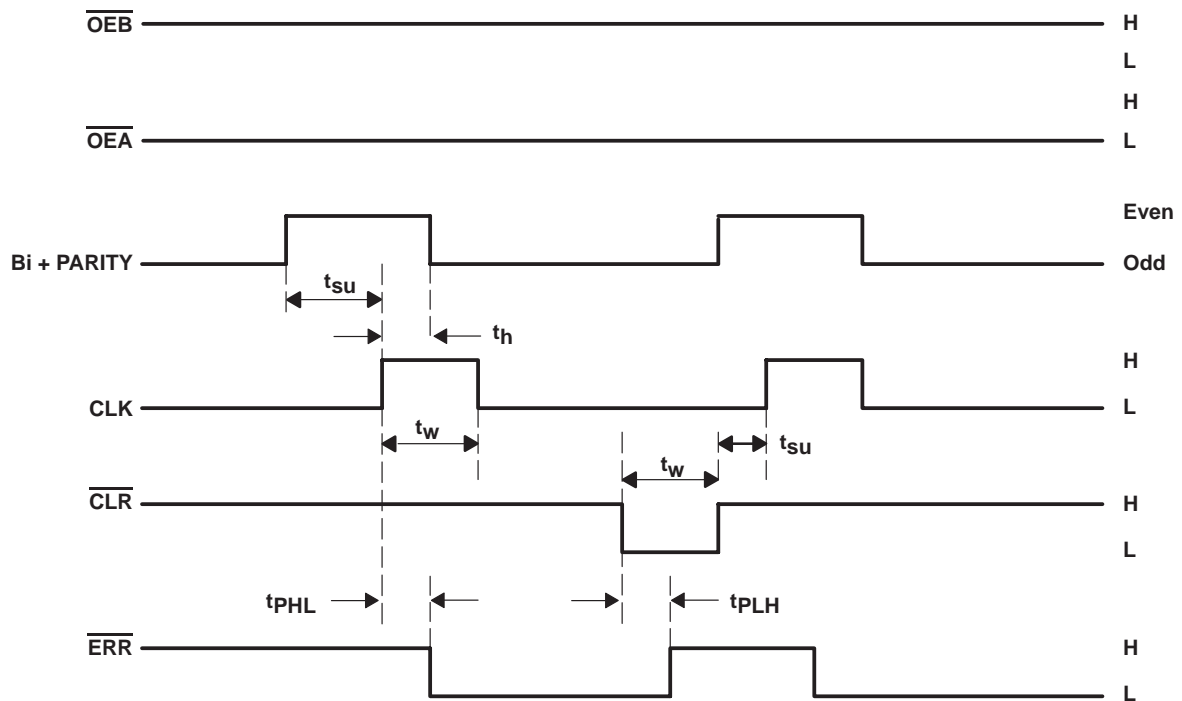 OEB H
L
H
OEA L
Even
Bi + PARITY Odd
tsu
th
H
CLK L
tw tsu
tw
CLR H
L
tPHL tPLH
ERR H
L